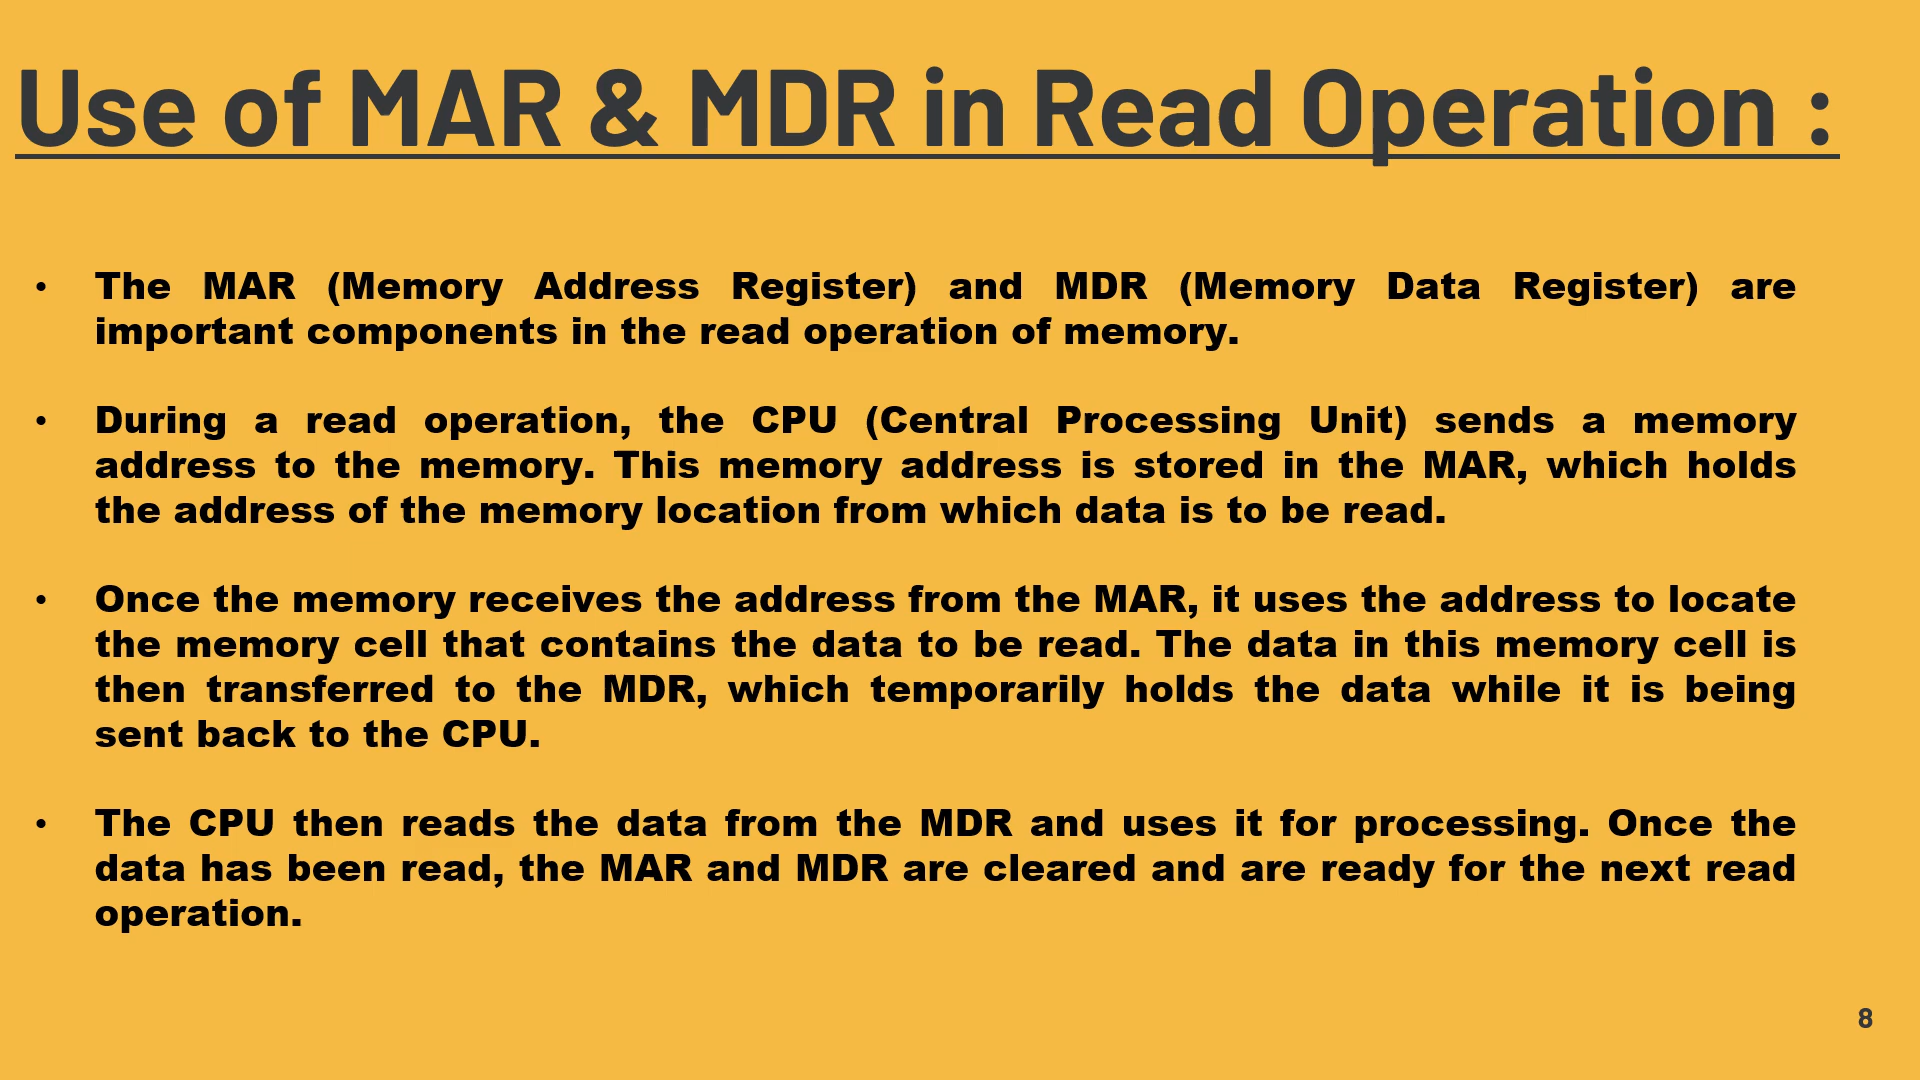 Use of MAR & MDR in Read Operation :
• The MAR (Memory Address Register) and MDR (Memory Data Register) are
important components in the read operation of memory.
• During a read operation, the CPU (Central Processing Unit) sends a memory
address to the memory. This memory address is stored in the MAR, which holds
the address of the memory location from which data is to be read.
• Once the memory receives the address from the MAR, it uses the address to locate
the memory cell that contains the data to be read. The data in this memory cell is
then transferred to the MDR, which temporarily holds the data while it is being
sent back to the CPU.
• The CPU then reads the data from the MDR and uses it for processing. Once the
data has been read, the MAR and MDR are cleared and are ready for the next read
operation.
8